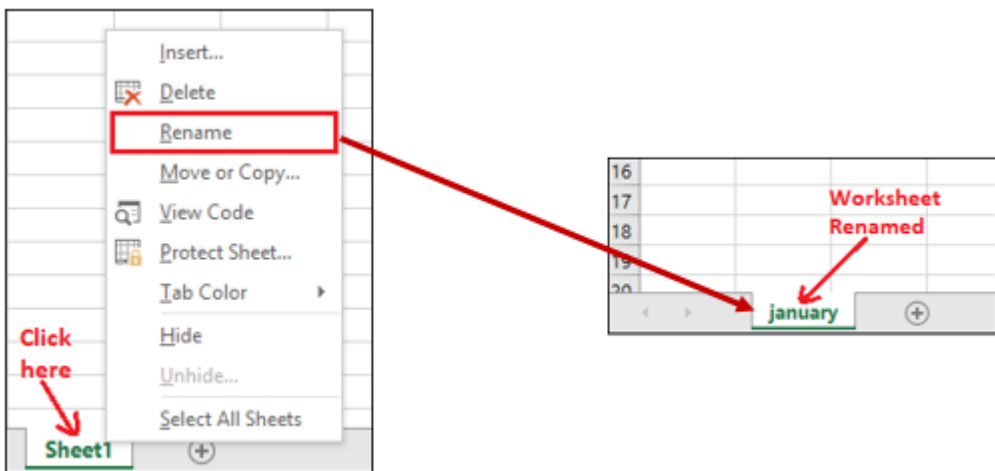 Insert...
Delete
Rename
Move or Copy...
View Code
Protect Sheet...
Tab Color
Hide
Unhide...
Select All Sheets
Click
here
Sheet1
16
17
18
19
20
Worksheet
Renamed
january